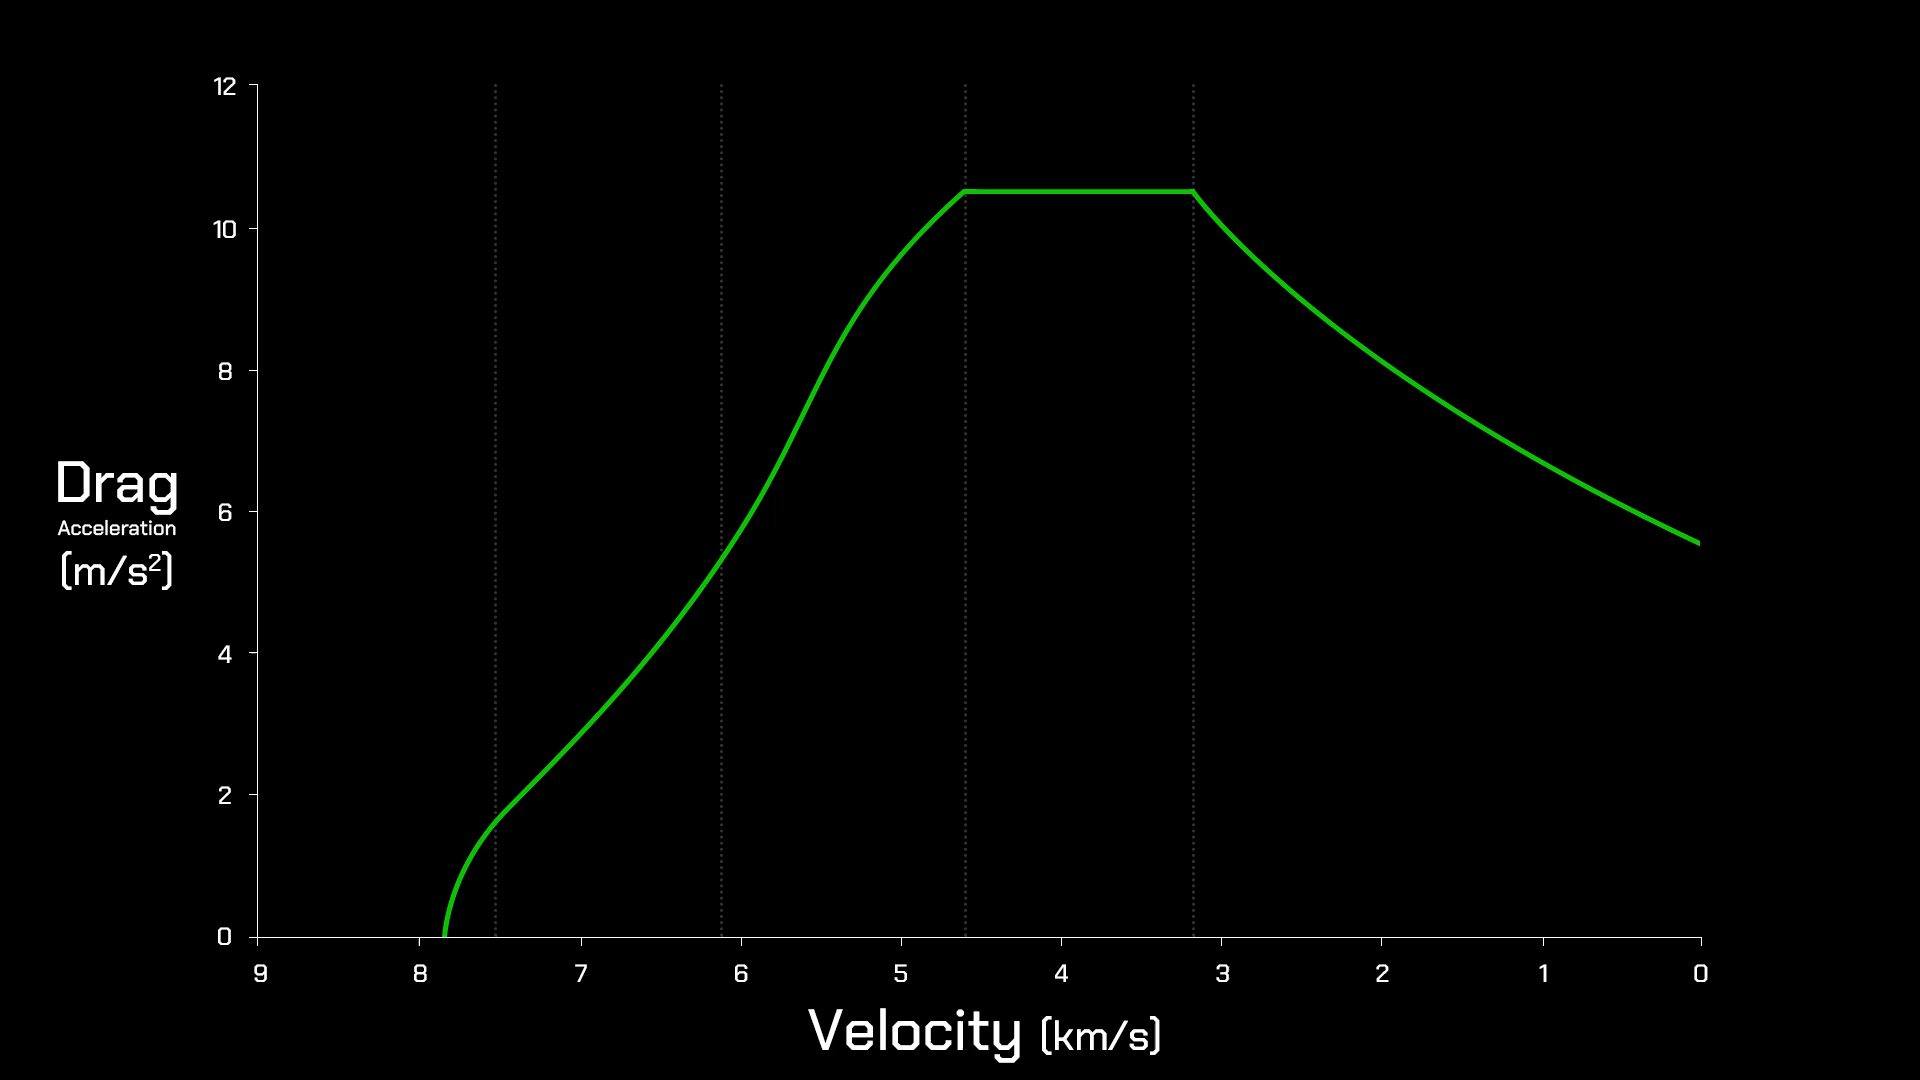 12
10
8
6
4
2
0
Drag
Acceleration
(m/s²)
9 8 7 6 5 4 3 2 1 0
Velocity (km/s)